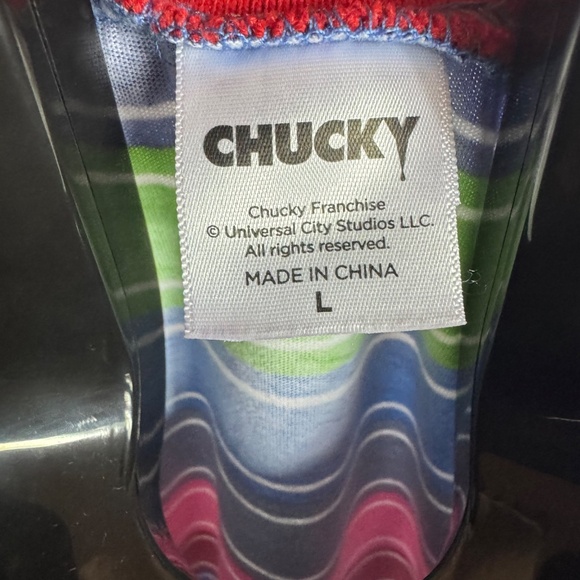 CHUCKY
Chucky Franchise
© Universal City Studios LLC.
All rights reserved.
MADE IN CHINA
L